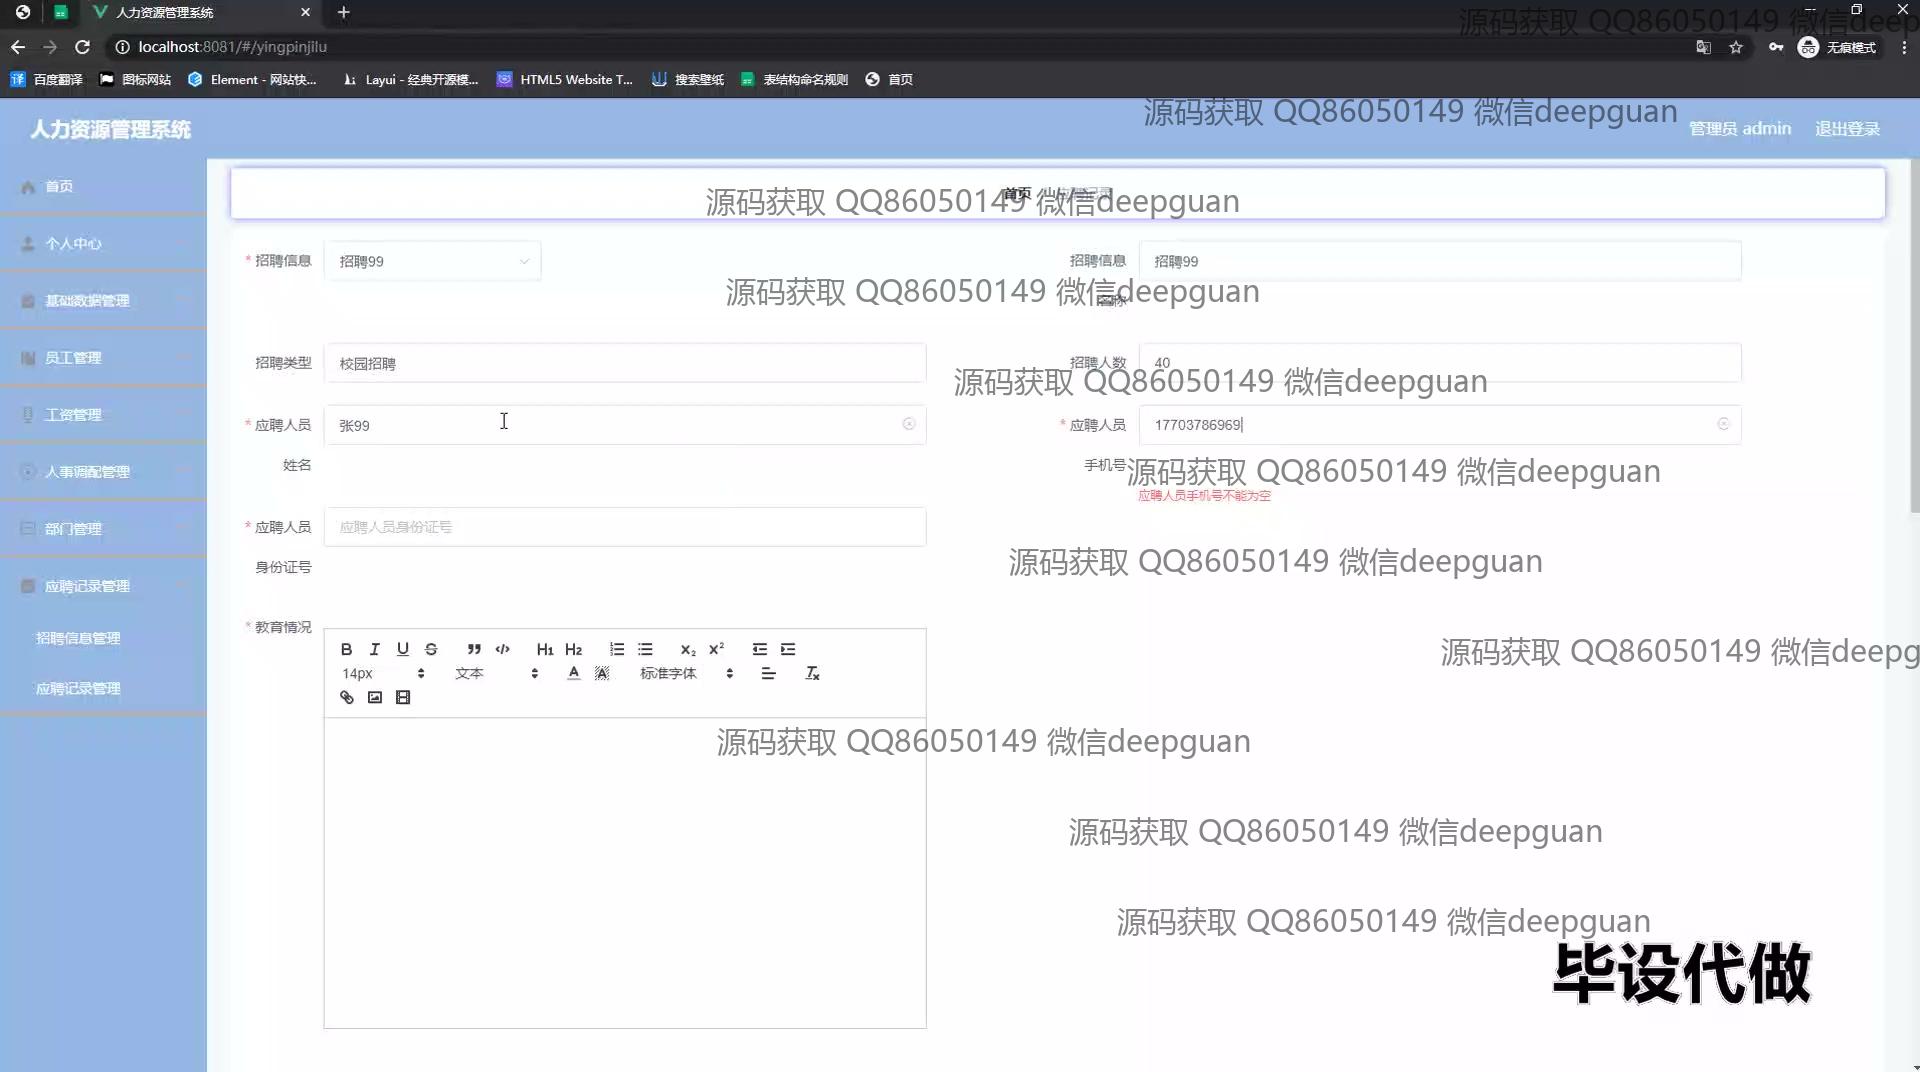 人力资源管理系统
源码获取 QQ86050149 微信deep
localhost:8081/#/yingpinjilu
无痕模式
百度翻译 图标网站 Element - 网站快... Layui - 经典开源模... HTML5 Website T... 搜索壁纸 表结构命名规则 首页
源码获取 QQ86050149 微信deepguan
人力资源管理系统
管理员 admin 退出登录
首页
首页 应聘记录
源码获取 QQ86050149 微信deepguan
个人中心
* 招聘信息 招聘99
招聘信息名称 招聘99
源码获取 QQ86050149 微信deepguan
基础数据管理
员工管理
招聘类型 校园招聘
招聘人数 40
源码获取 QQ86050149 微信deepguan
工资管理
* 应聘人员姓名 张99
* 应聘人员手机号 17703786969
源码获取 QQ86050149 微信deepguan
应聘人员手机号不能为空
人事调配管理
部门管理
* 应聘人员身份证号 应聘人员身份证号
源码获取 QQ86050149 微信deepguan
应聘记录管理
招聘信息管理
应聘记录管理
* 教育情况
B I U S H1 H2 x₂ x²
14px 文本 A A 标准字体 Tx
源码获取 QQ86050149 微信deepg
源码获取 QQ86050149 微信deepguan
源码获取 QQ86050149 微信deepguan
源码获取 QQ86050149 微信deepguan
毕设代做